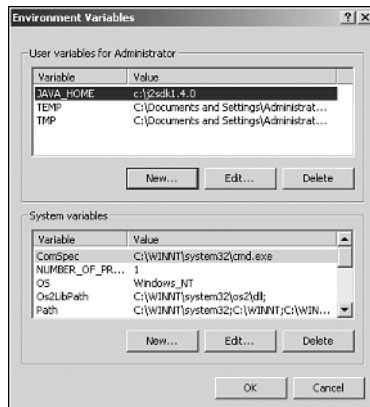 Environment Variables
User variables for Administrator
Variable Value
JAVA_HOME c:\j2sdk1.4.0
TEMP C:\Documents and Settings\Administrat...
TMP C:\Documents and Settings\Administrat...
New... Edit... Delete
System variables
Variable Value
ComSpec C:\WINNT\system32\cmd.exe
NUMBER_OF_PR... 1
OS Windows_NT
Os2LibPath C:\WINNT\system32\os2\dll;
Path C:\WINNT\system32;C:\WINNT;C:\WIN...
New... Edit... Delete
OK Cancel